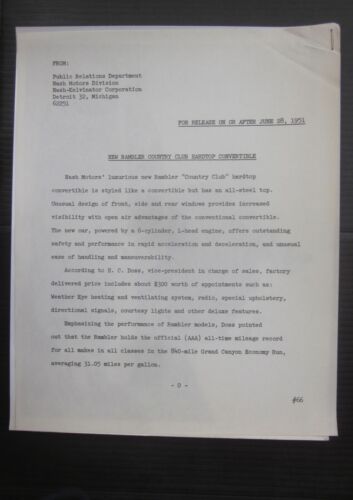 FROM:
Public Relations Department
Nash Motors Division
Nash-Kelvinator Corporation
Detroit 32, Michigan
62251
FOR RELEASE ON OR AFTER JUNE 28, 1951
NEW RAMBLER COUNTRY CLUB HARDTOP CONVERTIBLE
Nash Motors' luxurious new Rambler "Country Club" hardtop
convertible is styled like a convertible but has an all-steel top.
Unusual design of front, side and rear windows provides increased
visibility with open air advantages of the conventional convertible.
The new car, powered by a 6-cylinder, L-head engine, offers outstanding
safety and performance in rapid acceleration and deceleration, and unusual
ease of handling and maneuverability.
According to H. C. Doss, vice-president in charge of sales, factory
delivered price includes about $300 worth of appointments such as:
Weather Eye heating and ventilating system, radio, special upholstery,
directional signals, courtesy lights and other deluxe features.
Emphasizing the performance of Rambler models, Doss pointed
out that the Rambler holds the official (AAA) all-time mileage record
for all makes in all classes in the 840-mile Grand Canyon Economy Run,
averaging 31.05 miles per gallon.
- 0 -
#66